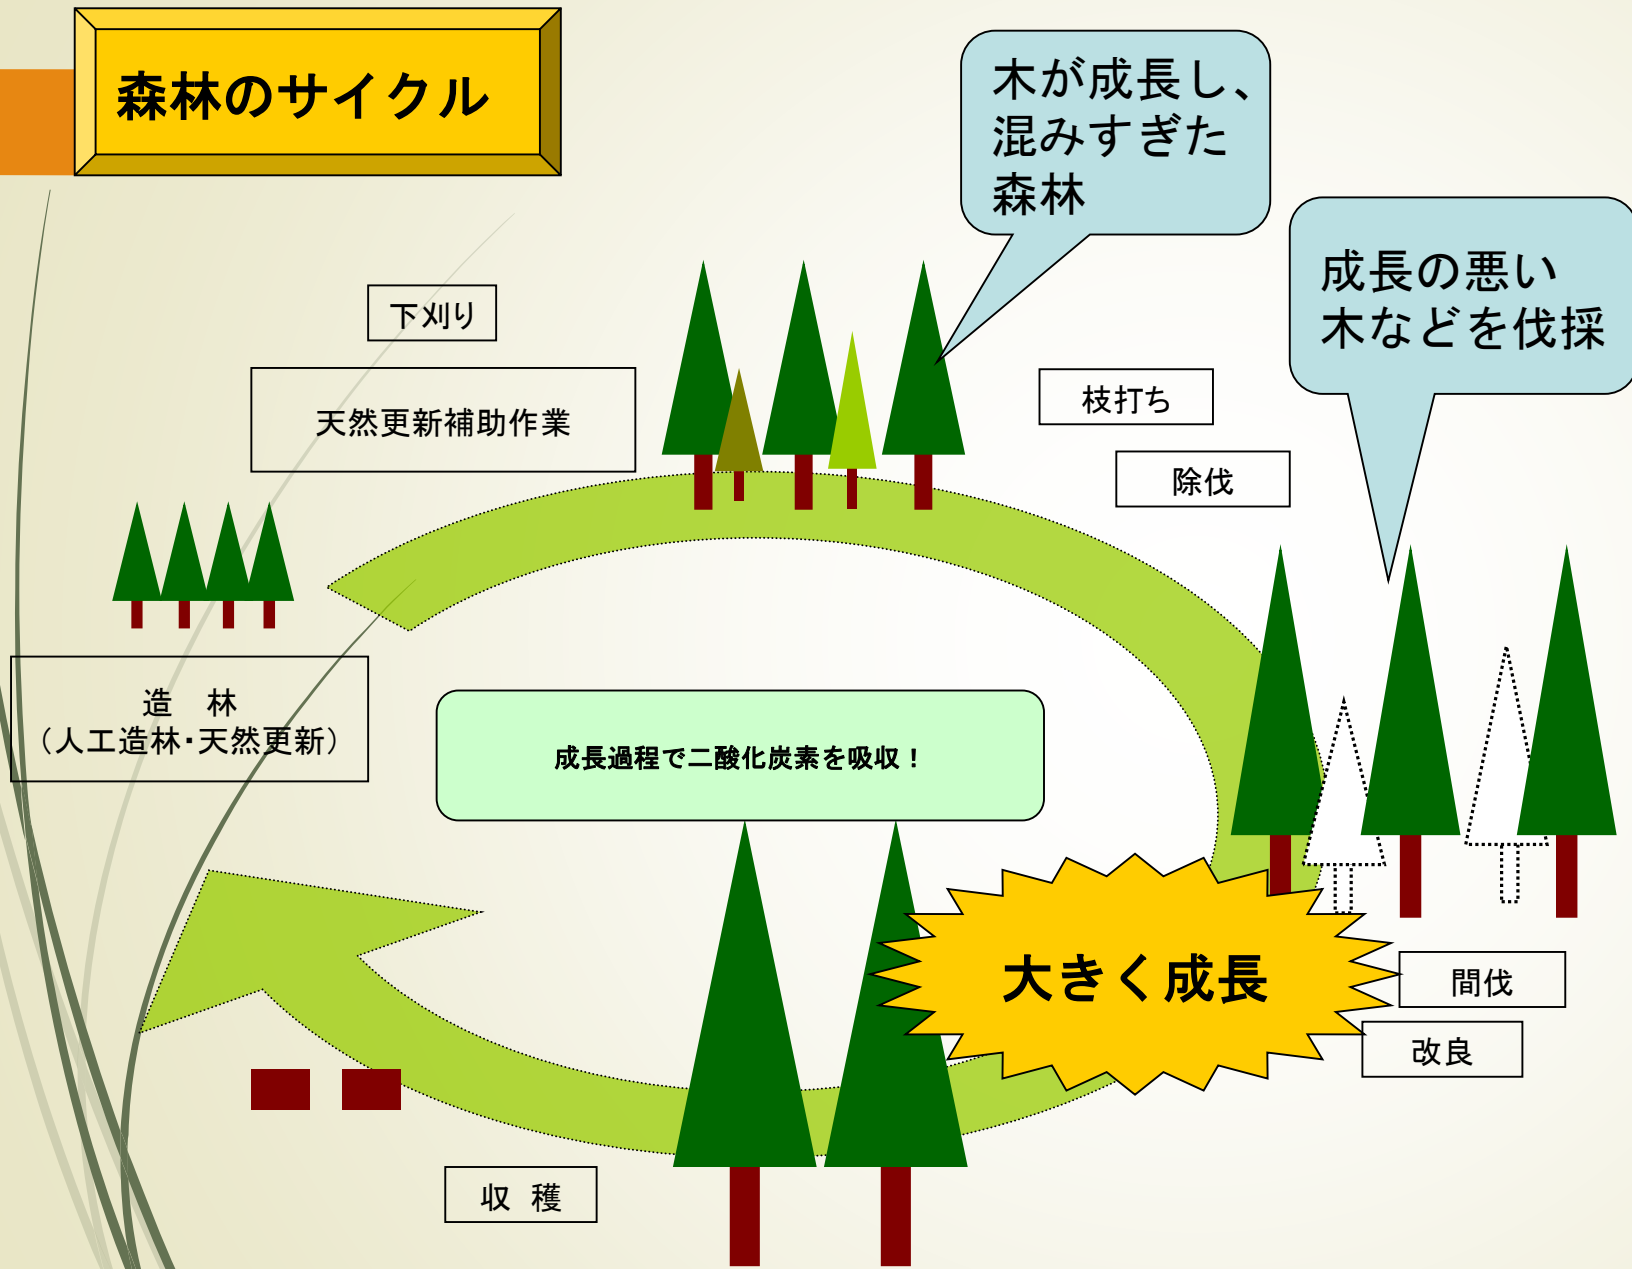 森林のサイクル
木が成長し、
混みすぎた
森林
成長の悪い
木などを伐採
下刈り
天然更新補助作業
枝打ち
除伐
造　林
（人工造林・天然更新）
成長過程で二酸化炭素を吸収！
大きく成長
間伐
改良
収　穫